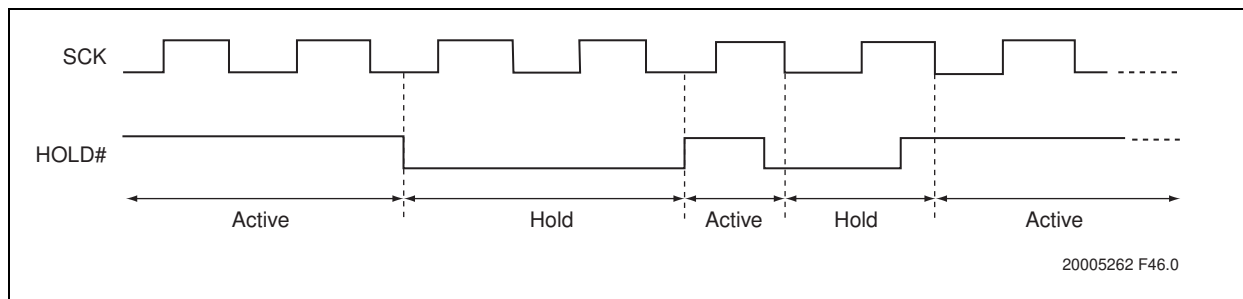 SCK
HOLD#
Active Hold Active Hold Active
20005262 F46.0